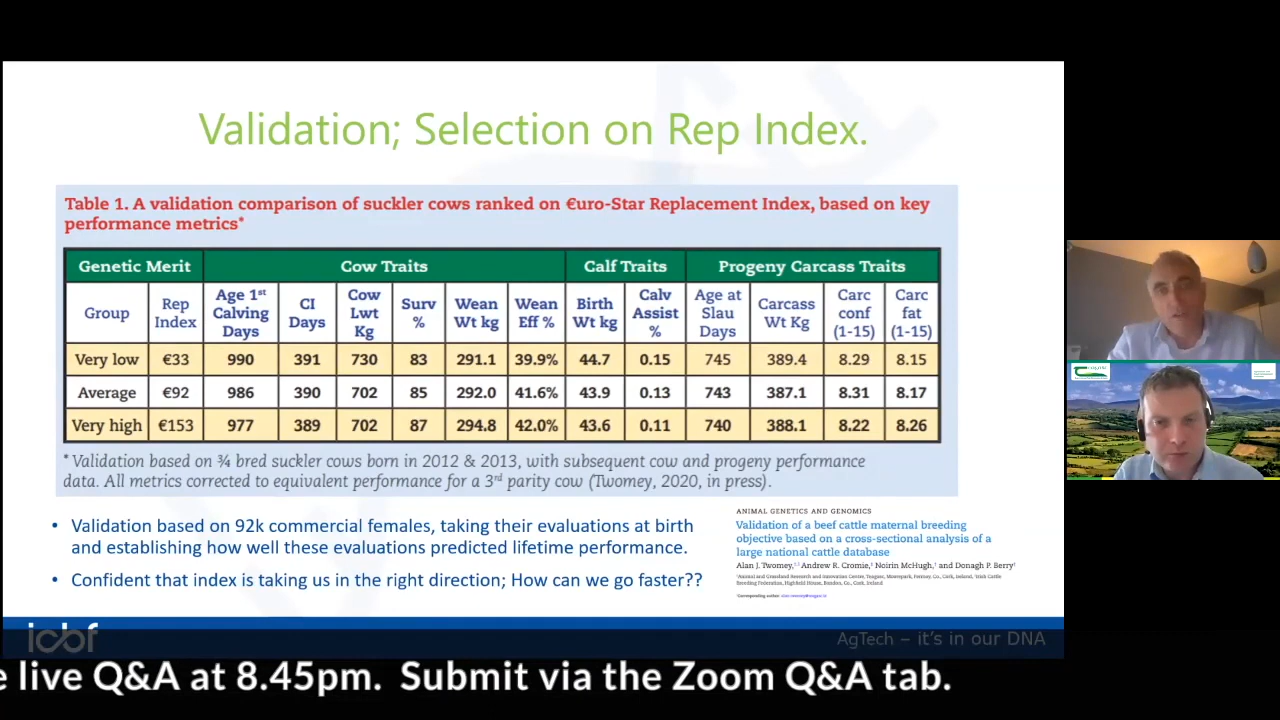 Validation; Selection on Rep Index.
Table 1. A validation comparison of suckler cows ranked on €uro-Star Replacement Index, based on key
performance metrics*
Genetic Merit Cow Traits Calf Traits Progeny Carcass Traits
Group Rep Index Age 1st Calving Days CI Days Cow Lwt Kg Surv % Wean Wt kg Wean Eff % Birth Wt kg Calv Assist % Age at Slau Days Carcass Wt Kg Carc conf (1-15) Carc fat (1-15)
Very low €33 990 391 730 83 291.1 39.9% 44.7 0.15 745 389.4 8.29 8.15
Average €92 986 390 702 85 292.0 41.6% 43.9 0.13 743 387.1 8.31 8.17
Very high €153 977 389 702 87 294.8 42.0% 43.6 0.11 740 388.1 8.22 8.26
* Validation based on ¾ bred suckler cows born in 2012 & 2013, with subsequent cow and progeny performance
data. All metrics corrected to equivalent performance for a 3rd parity cow (Twomey, 2020, in press).
• Validation based on 92k commercial females, taking their evaluations at birth
and establishing how well these evaluations predicted lifetime performance.
• Confident that index is taking us in the right direction; How can we go faster??
ANIMAL GENETICS AND GENOMICS
Validation of a beef cattle maternal breeding
objective based on a cross-sectional analysis of a
large national cattle database
Alan J. Twomey, Andrew R. Cromie, Noirin McHugh, and Donagh P. Berry
icbf
AgTech – it's in our DNA
e live Q&A at 8.45pm. Submit via the Zoom Q&A tab.